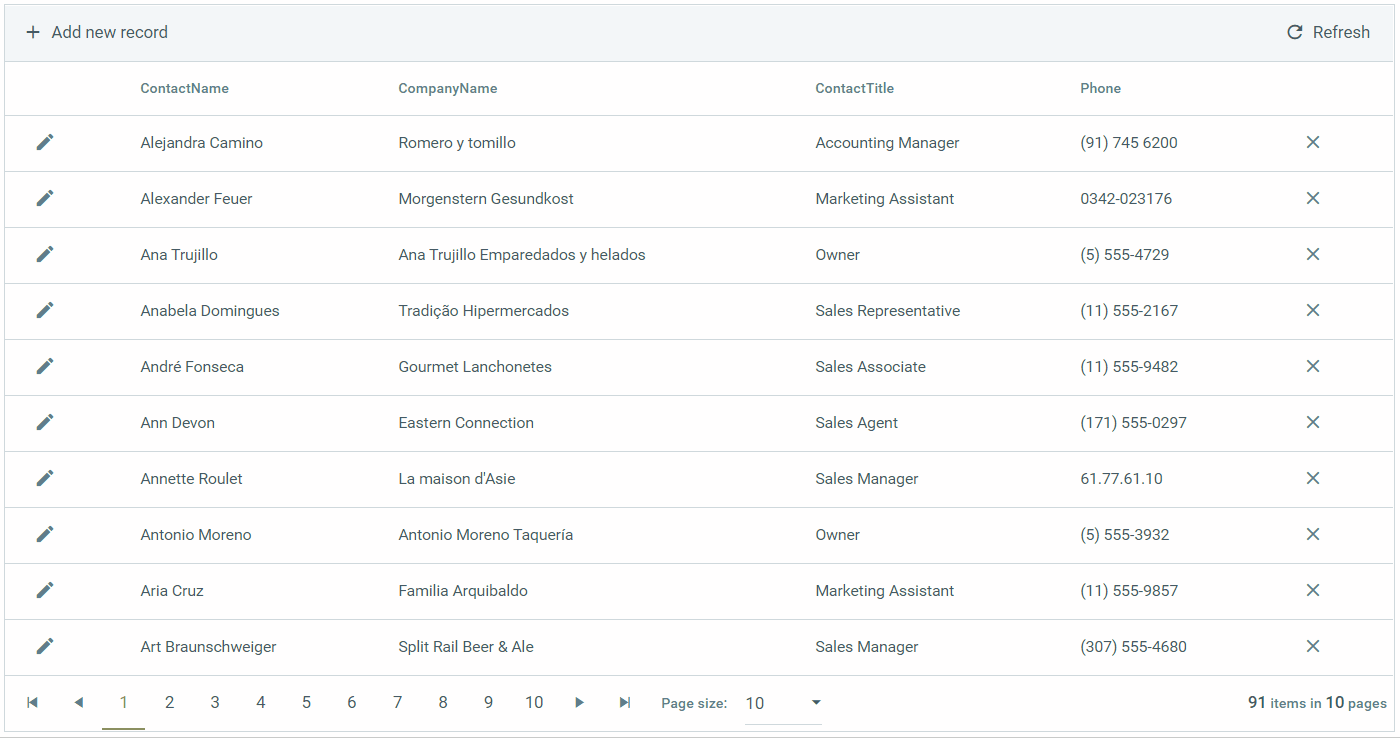 Add new record Refresh
ContactName CompanyName ContactTitle Phone
Alejandra Camino Romero y tomillo Accounting Manager (91) 745 6200
Alexander Feuer Morgenstern Gesundkost Marketing Assistant 0342-023176
Ana Trujillo Ana Trujillo Emparedados y helados Owner (5) 555-4729
Anabela Domingues Tradição Hipermercados Sales Representative (11) 555-2167
André Fonseca Gourmet Lanchonetes Sales Associate (11) 555-9482
Ann Devon Eastern Connection Sales Agent (171) 555-0297
Annette Roulet La maison d'Asie Sales Manager 61.77.61.10
Antonio Moreno Antonio Moreno Taquería Owner (5) 555-3932
Aria Cruz Familia Arquibaldo Marketing Assistant (11) 555-9857
Art Braunschweiger Split Rail Beer & Ale Sales Manager (307) 555-4680
1 2 3 4 5 6 7 8 9 10 Page size: 10 91 items in 10 pages